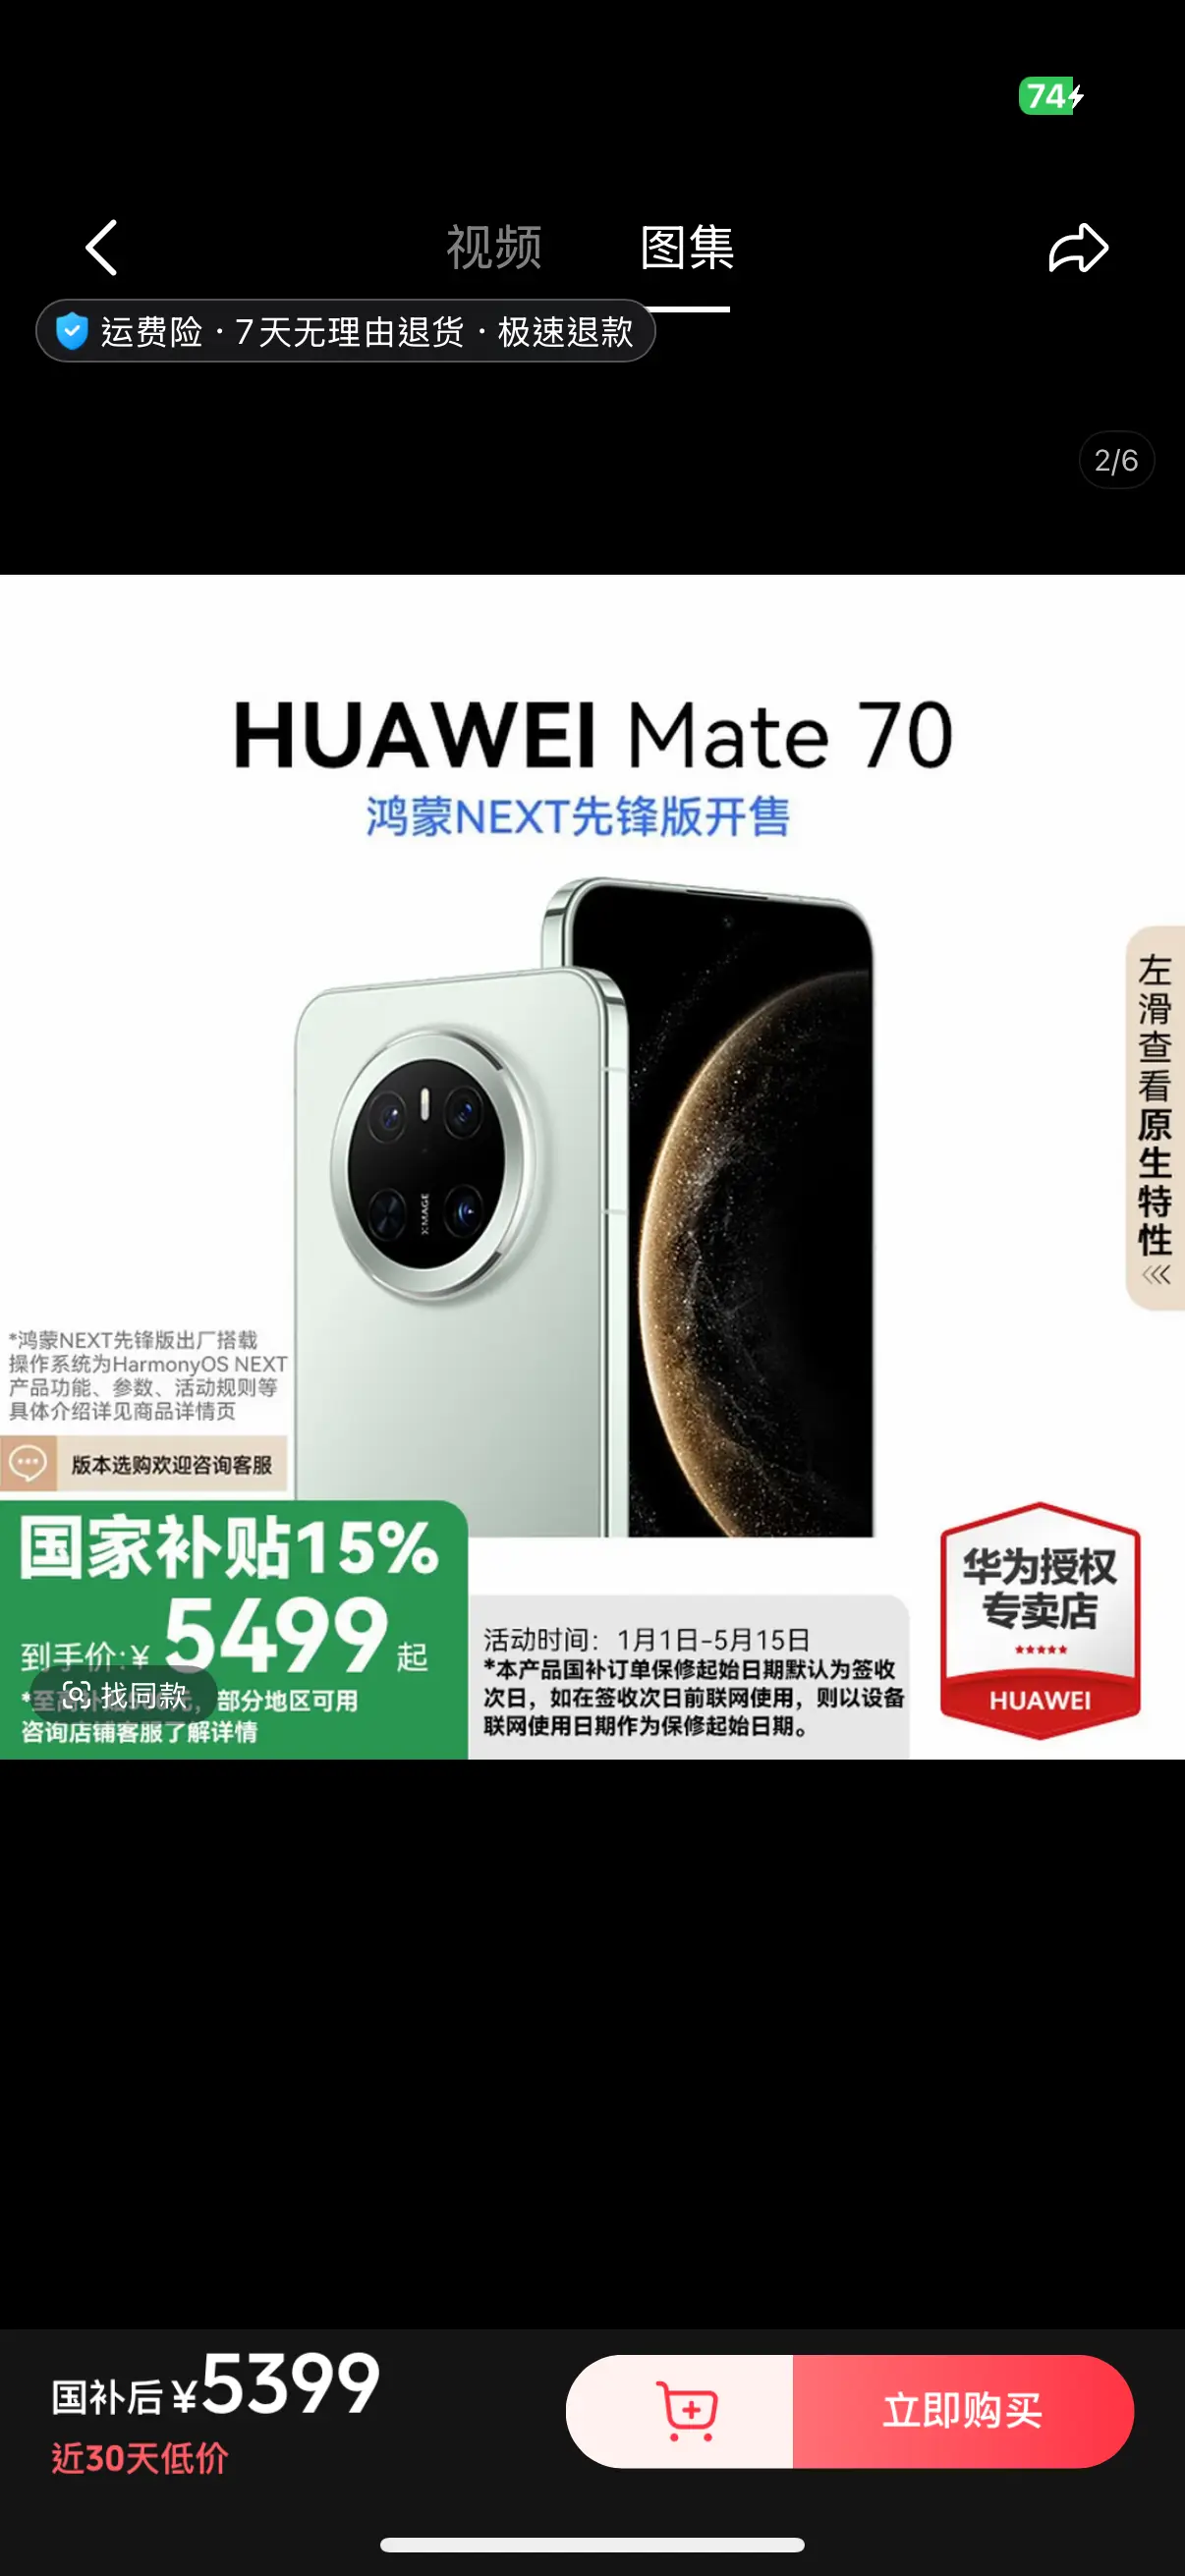 74
视频 图集
运费险 · 7天无理由退货 · 极速退款
2/6
HUAWEI Mate 70
鸿蒙NEXT先锋版开售
XMAGE
左滑查看原生特性
*鸿蒙NEXT先锋版出厂搭载
操作系统为HarmonyOS NEXT
产品功能、参数、活动规则等
具体介绍详见商品详情页
版本选购欢迎咨询客服
国家补贴15%
到手价:¥5499起
部分地区可用
找同款
咨询店铺客服了解详情
活动时间：1月1日-5月15日
*本产品国补订单保修起始日期默认为签收
次日，如在签收次日前联网使用，则以设备
联网使用日期作为保修起始日期。
华为授权
专卖店
HUAWEI
国补后¥5399
近30天低价
立即购买